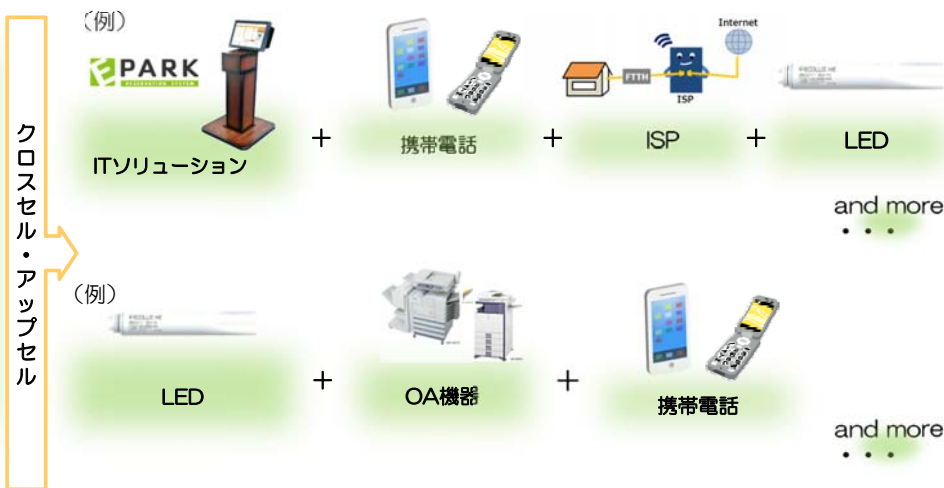 クロスセル・アップセル
（例）
EPARK
RESERVATION SYSTEM
ITソリューション
+
携帯電話
+
Internet
FTTH
ISP
ISP
+
LED
and more
・・・
（例）
LED
+
OA機器
+
携帯電話
and more
・・・